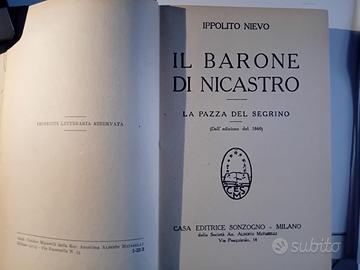 PROPRIETÀ LETTERARIA RISERVATA
IPPOLITO NIEVO
IL BARONE
DI NICASTRO
LA PAZZA DEL SEGRINO
(Dall'edizione del 1860)
CASA EDITRICE SONZOGNO - MILANO
della Società An. ALBERTO MATARELLI
Via Pasquirolo, 14
subito